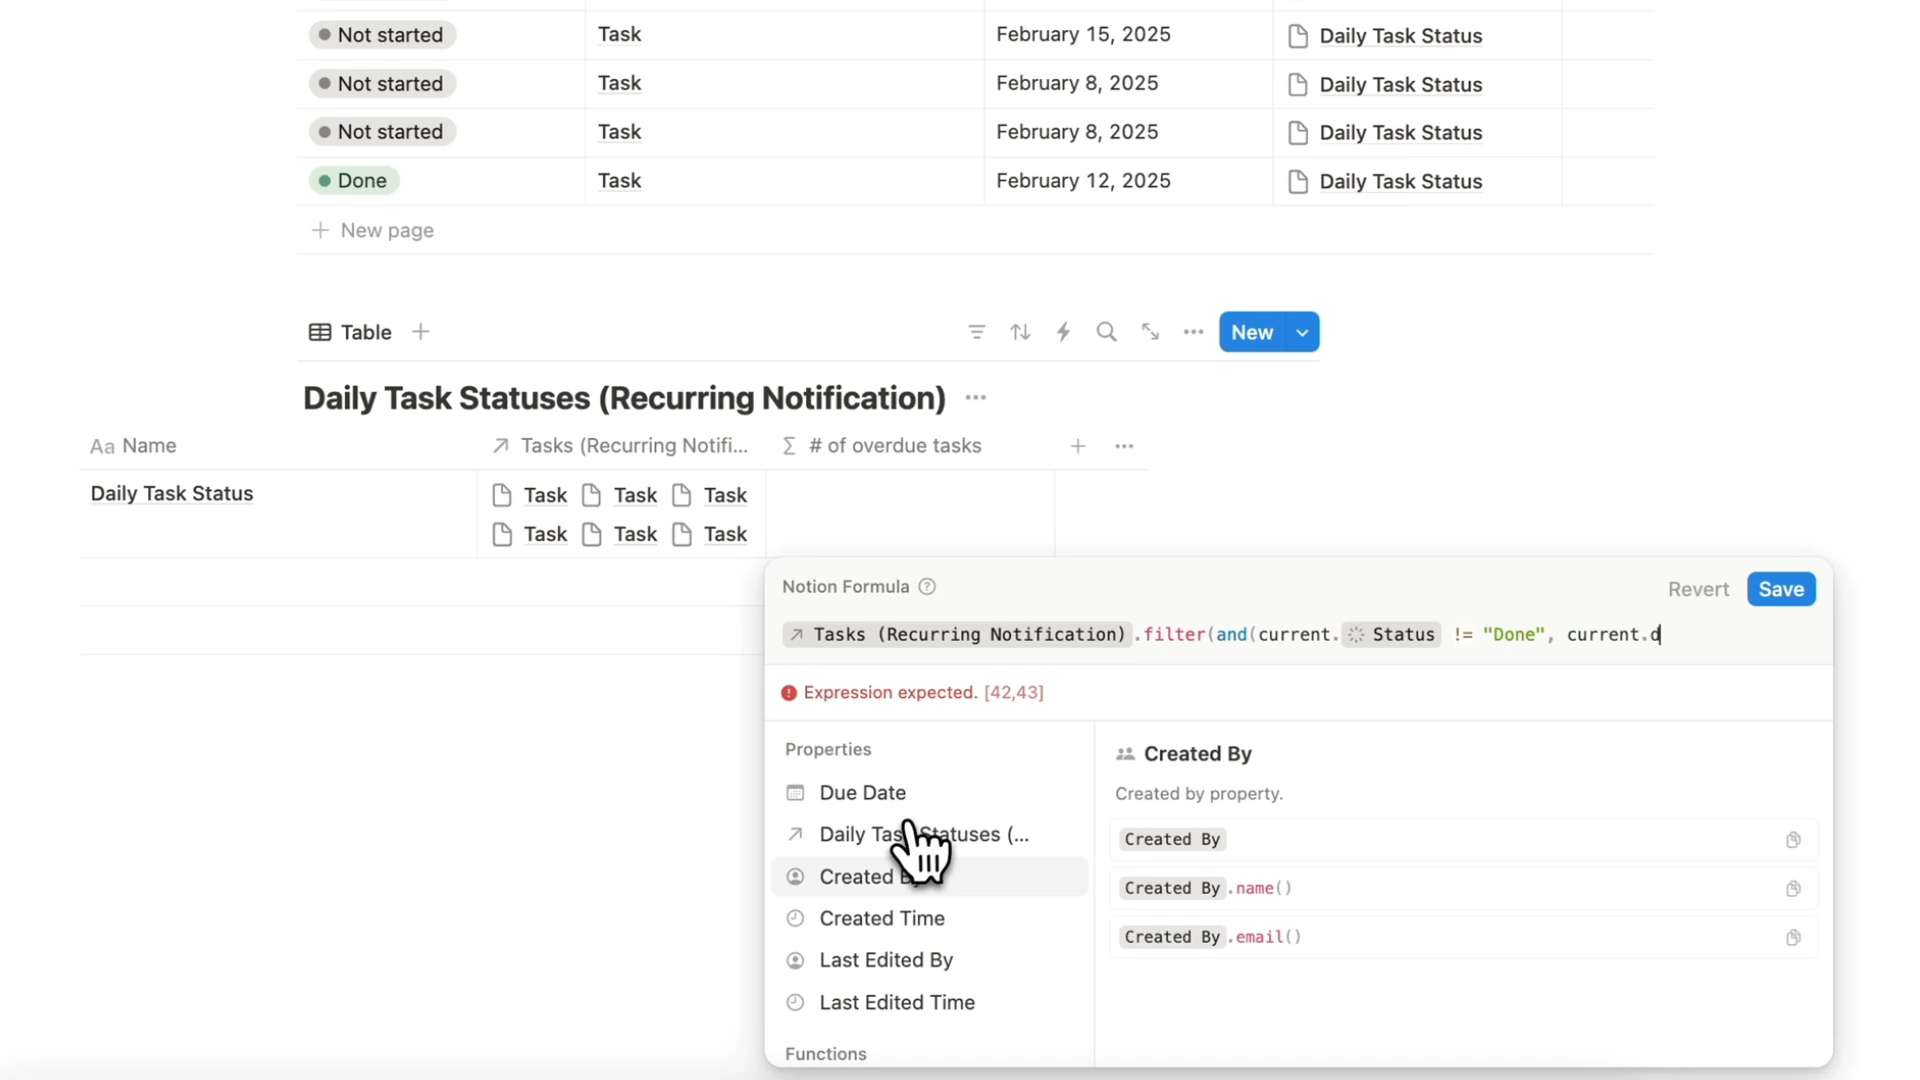 Not started Task February 15, 2025 Daily Task Status
Not started Task February 8, 2025 Daily Task Status
Not started Task February 8, 2025 Daily Task Status
Done Task February 12, 2025 Daily Task Status
New page
Table New
Daily Task Statuses (Recurring Notification)
Aa Name Tasks (Recurring Notifi... # of overdue tasks
Daily Task Status Task Task Task
Task Task Task
Notion Formula Revert Save
Tasks (Recurring Notification).filter(and(current. Status != "Done", current.d
Expression expected. [42,43]
Properties
Due Date
Daily Task Statuses (...
Created By
Created Time
Last Edited By
Last Edited Time
Functions
Created By
Created by property.
Created By
Created By.name()
Created By.email()